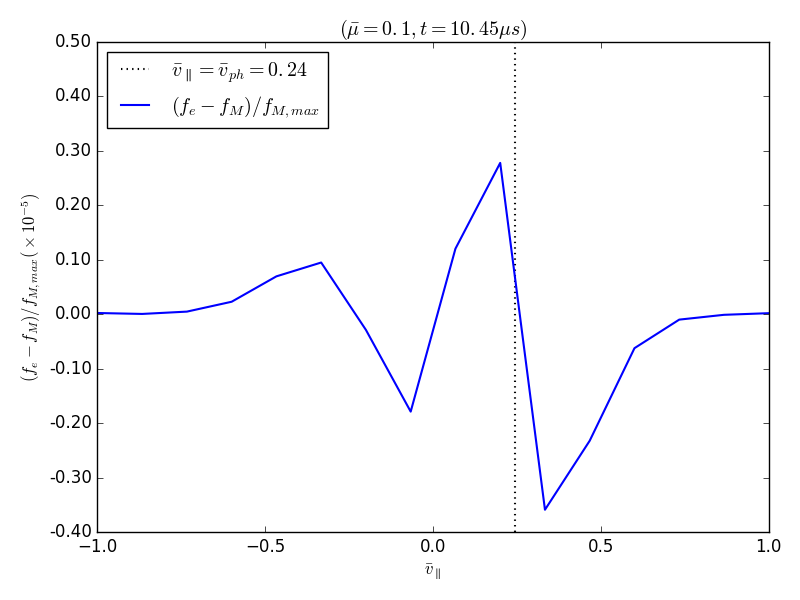 (μ̄ = 0.1, t = 10.45μs)
0.50
v̄∥ = v̄ph = 0.24
(fe − fM)/fM,max
0.40
0.30
0.20
0.10
0.00
-0.10
-0.20
-0.30
-0.40
(fe − fM)/fM,max(×10⁻⁵)
−1.0 −0.5 0.0 0.5 1.0
v̄∥